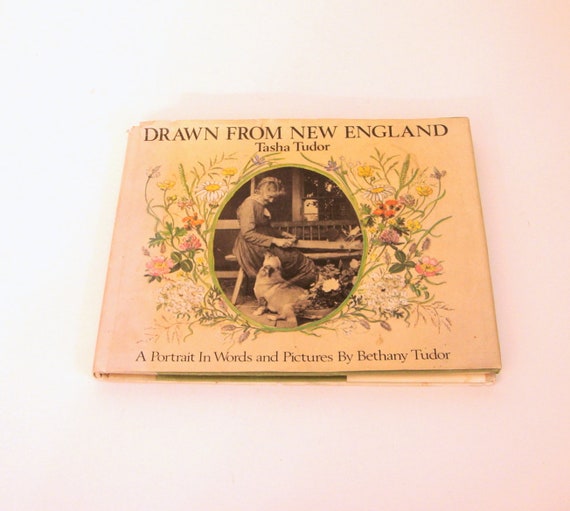 DRAWN FROM NEW ENGLAND
Tasha Tudor
A Portrait In Words and Pictures By Bethany Tudor